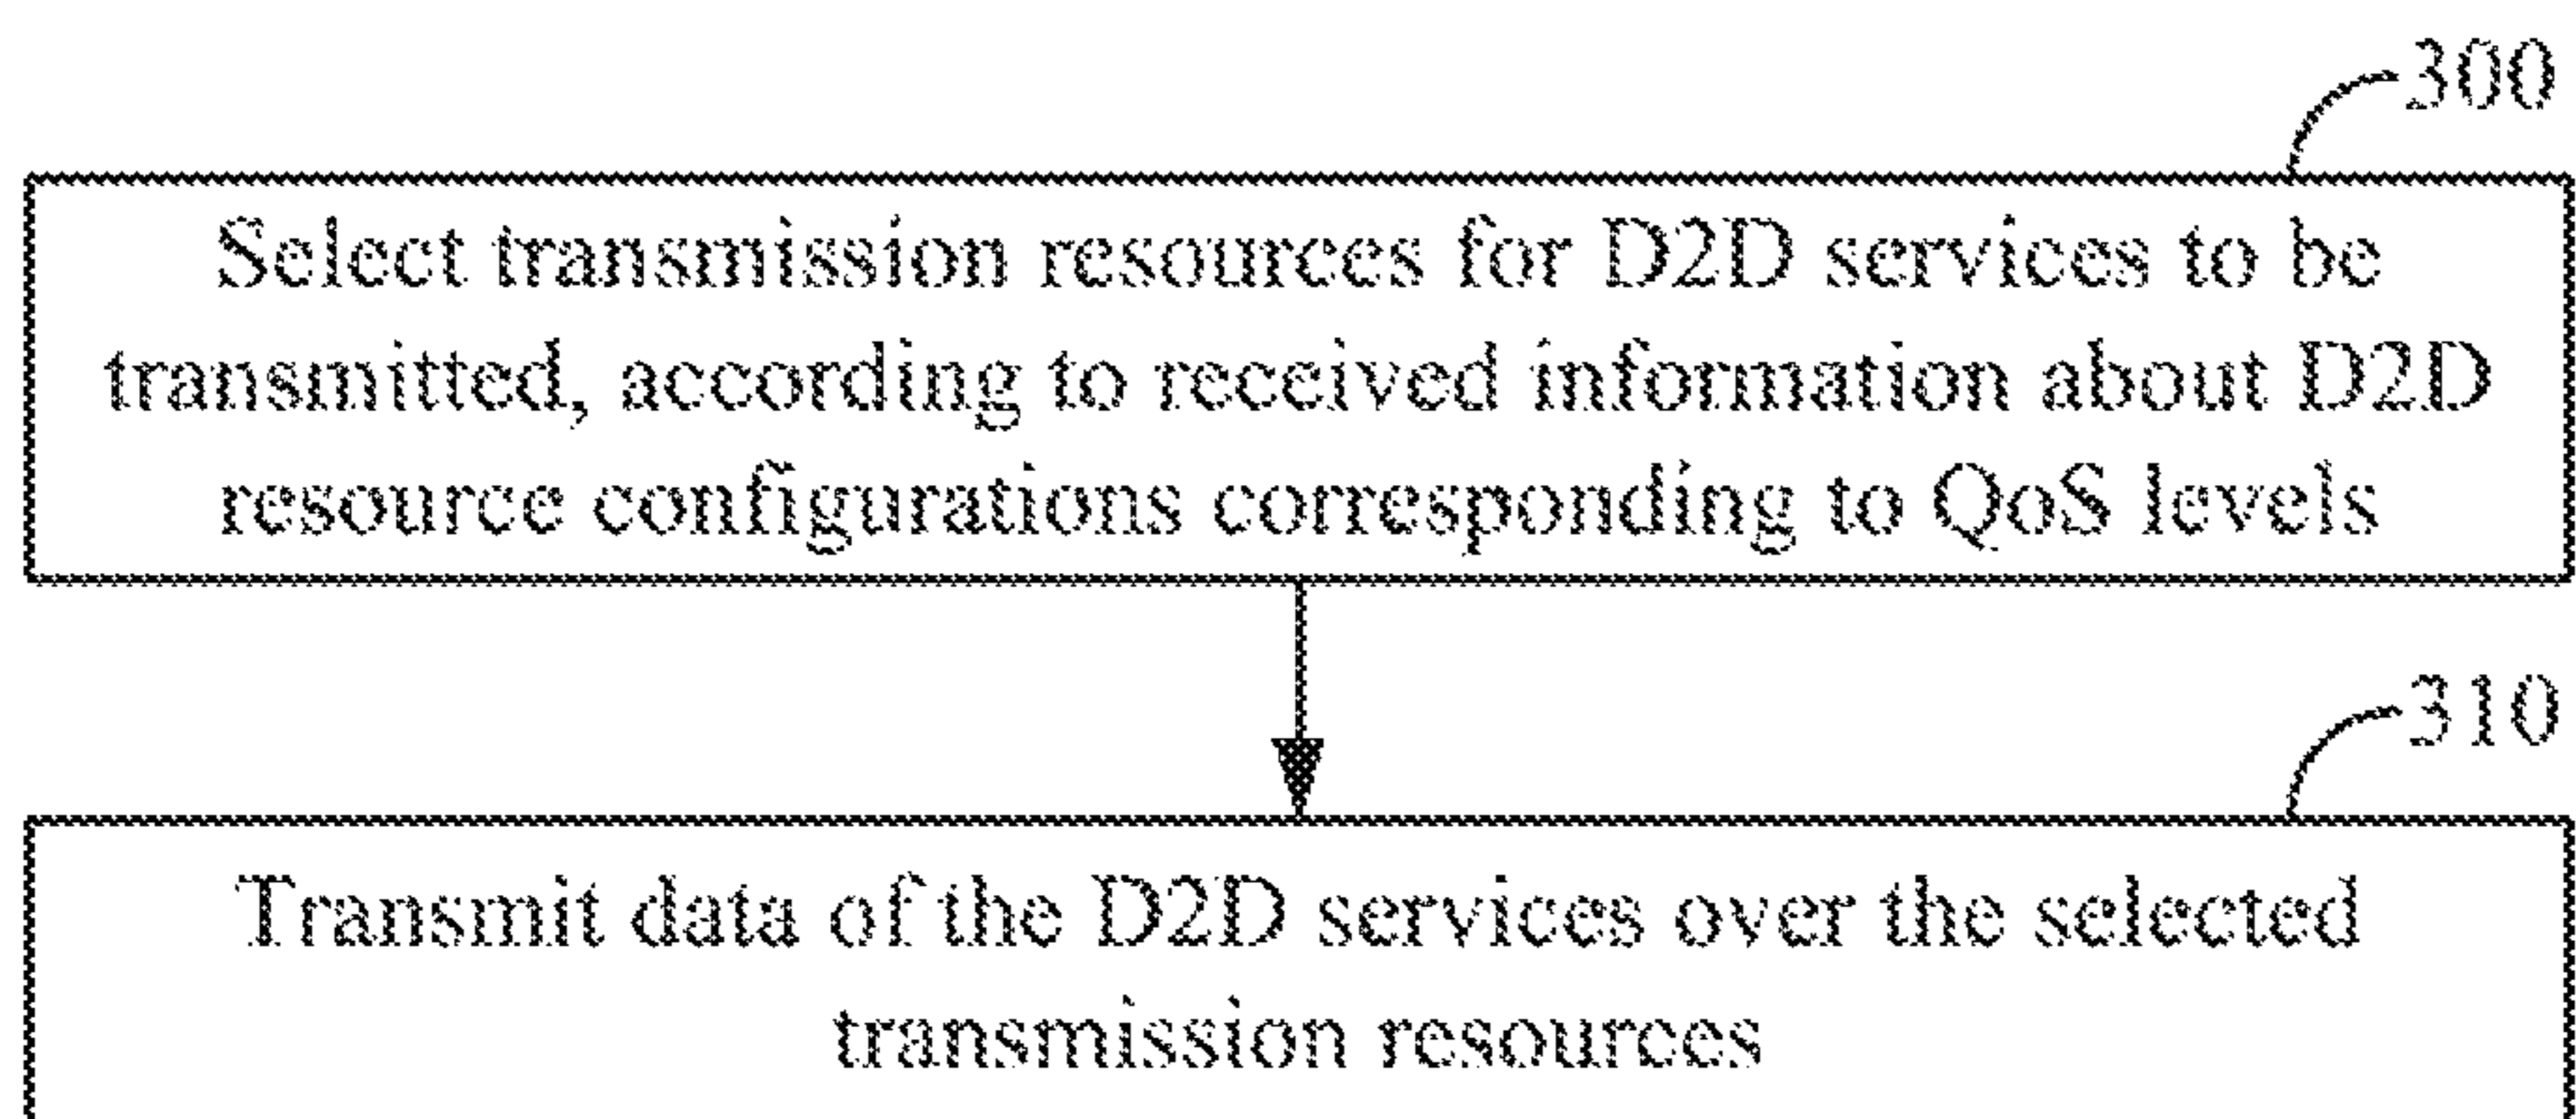 300
Select transmission resources for D2D services to be
transmitted, according to received information about D2D
resource configurations corresponding to QoS levels
310
Transmit data of the D2D services over the selected
transmission resources